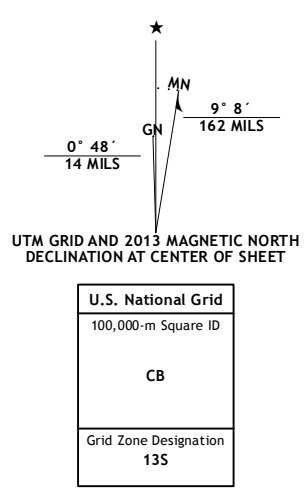 ★
MN
GN
9° 8´
162 MILS
0° 48´
14 MILS
UTM GRID AND 2013 MAGNETIC NORTH
DECLINATION AT CENTER OF SHEET
U.S. National Grid
100,000-m Square ID
CB
Grid Zone Designation
13S